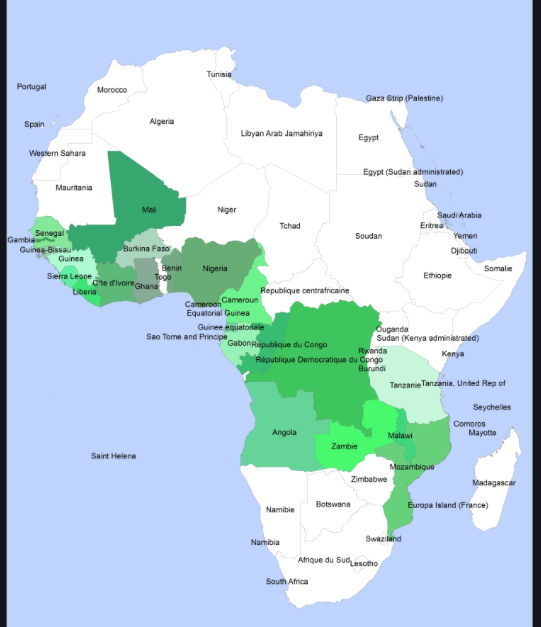 Tunisia
Portugal
Morocco
Gaza Strip (Palestine)
Spain
Algeria
Libyan Arab Jamahiriya
Egypt
Western Sahara
Egypt (Sudan administrated)
Mauritania
Sudan
Mali
Niger
Saudi Arabia
Tchad
Eritrea
Senegal
Soudan
Yemen
Gambia
Guinea-Bissau
Burkina Faso
Djibouti
Guinea
Benin
Nigeria
Somalie
Sierra Leone
Togo
Ethiopie
C'te d'Ivoire
Ghana
Liberia
Republique centrafricaine
Cameroon
Cameroun
Equatorial Guinea
Guinee equatoriale
Ouganda
Sao Tome and Principe
Sudan (Kenya administrated)
Gabon
Republique du Congo
Rwanda
Kenya
République Democratique du Congo
Burundi
Tanzanie
Tanzania, United Rep of
Seychelles
Comoros
Angola
Malawi
Mayotte
Zambie
Saint Helena
Mozambique
Zimbabwe
Madagascar
Namibie
Botswana
Europa Island (France)
Namibia
Swaziland
Afrique du Sud
Lesotho
South Africa